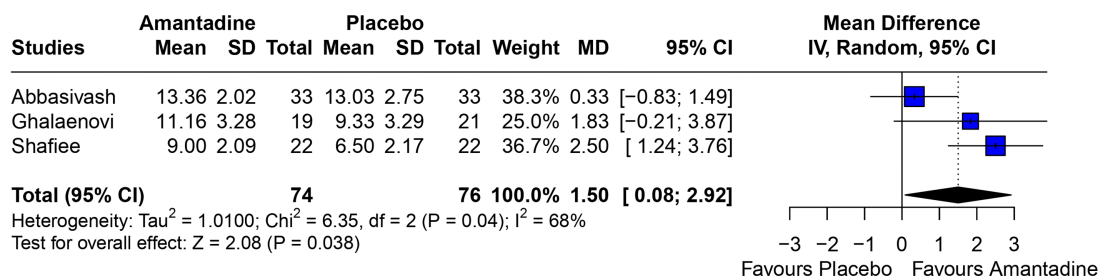 Amantadine Placebo Mean Difference
Studies Mean SD Total Mean SD Total Weight MD 95% CI IV, Random, 95% CI
Abbasivash 13.36 2.02 33 13.03 2.75 33 38.3% 0.33 [−0.83; 1.49]
Ghalaenovi 11.16 3.28 19 9.33 3.29 21 25.0% 1.83 [−0.21; 3.87]
Shafiee 9.00 2.09 22 6.50 2.17 22 36.7% 2.50 [ 1.24; 3.76]
Total (95% CI) 74 76 100.0% 1.50 [ 0.08; 2.92]
Heterogeneity: Tau² = 1.0100; Chi² = 6.35, df = 2 (P = 0.04); I² = 68%
Test for overall effect: Z = 2.08 (P = 0.038)
−3 −2 −1 0 1 2 3
Favours Placebo Favours Amantadine